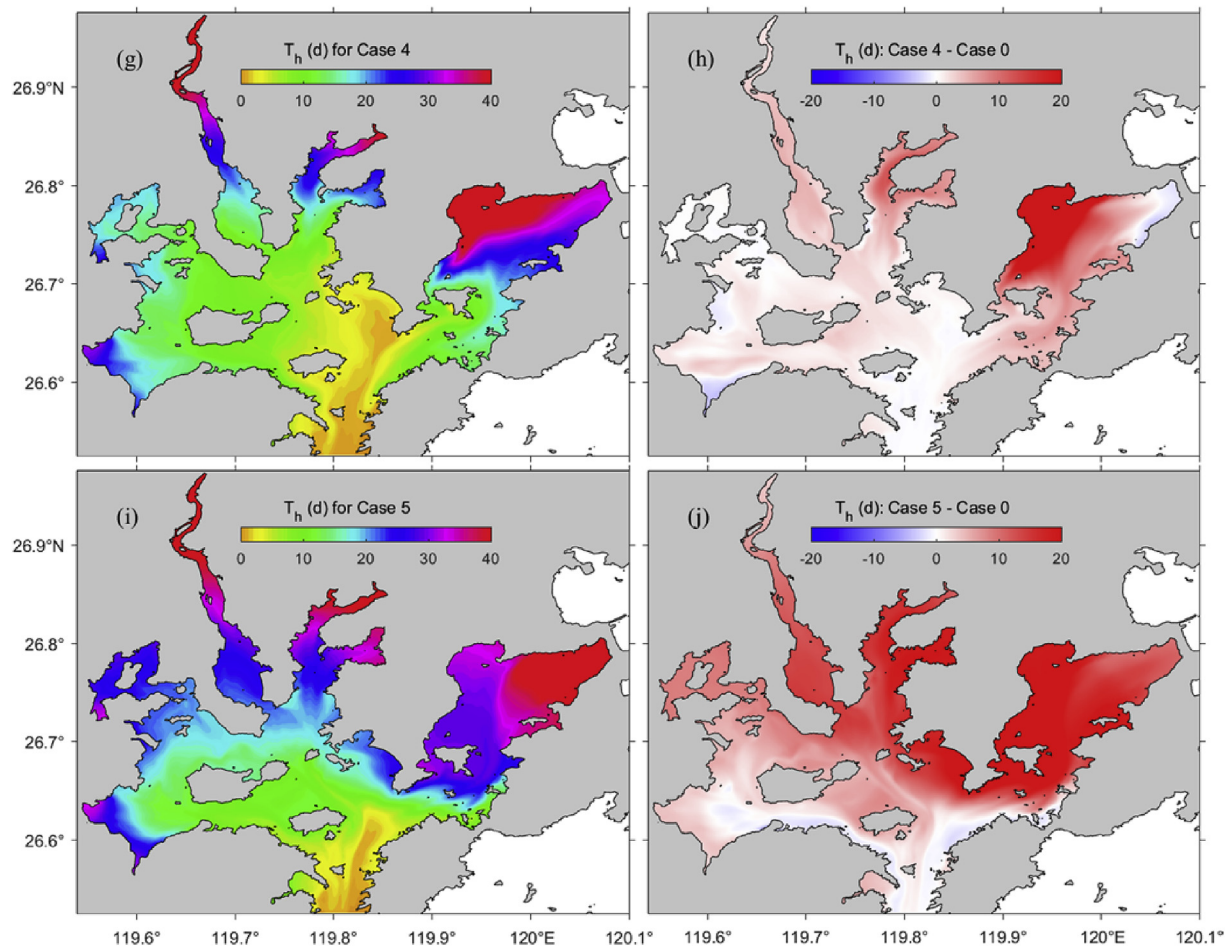 (g)
T_h (d) for Case 4
0 10 20 30 40
(h)
T_h (d): Case 4 - Case 0
-20 -10 0 10 20
26.9°N
26.8°
26.7°
26.6°
(i)
T_h (d) for Case 5
0 10 20 30 40
(j)
T_h (d): Case 5 - Case 0
-20 -10 0 10 20
26.9°N
26.8°
26.7°
26.6°
119.6° 119.7° 119.8° 119.9° 120°E 120.1°
119.6° 119.7° 119.8° 119.9° 120°E 120.1°